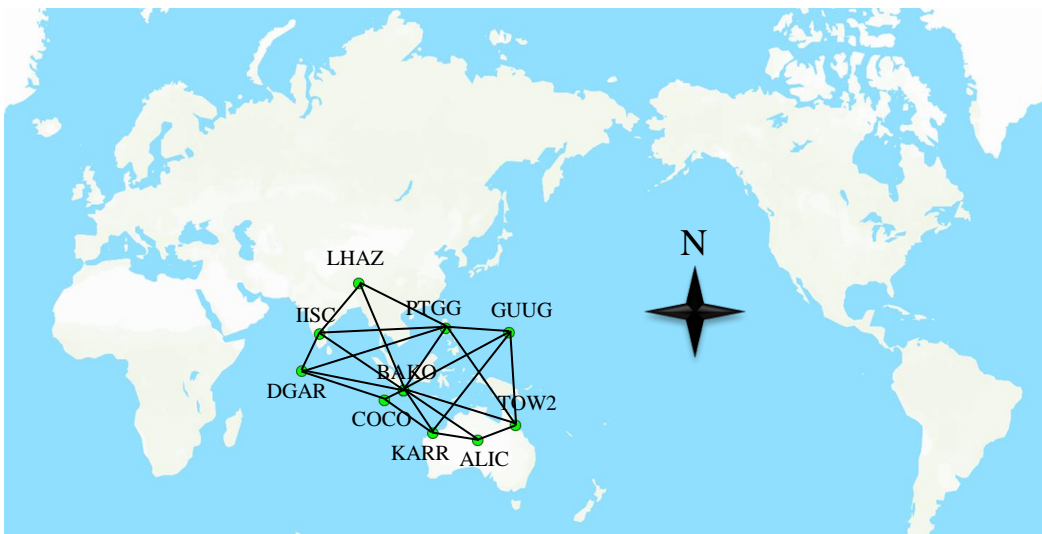 N
LHAZ
IISC
PTGG
GUUG
BAKO
DGAR
COCO
TOW2
KARR
ALIC